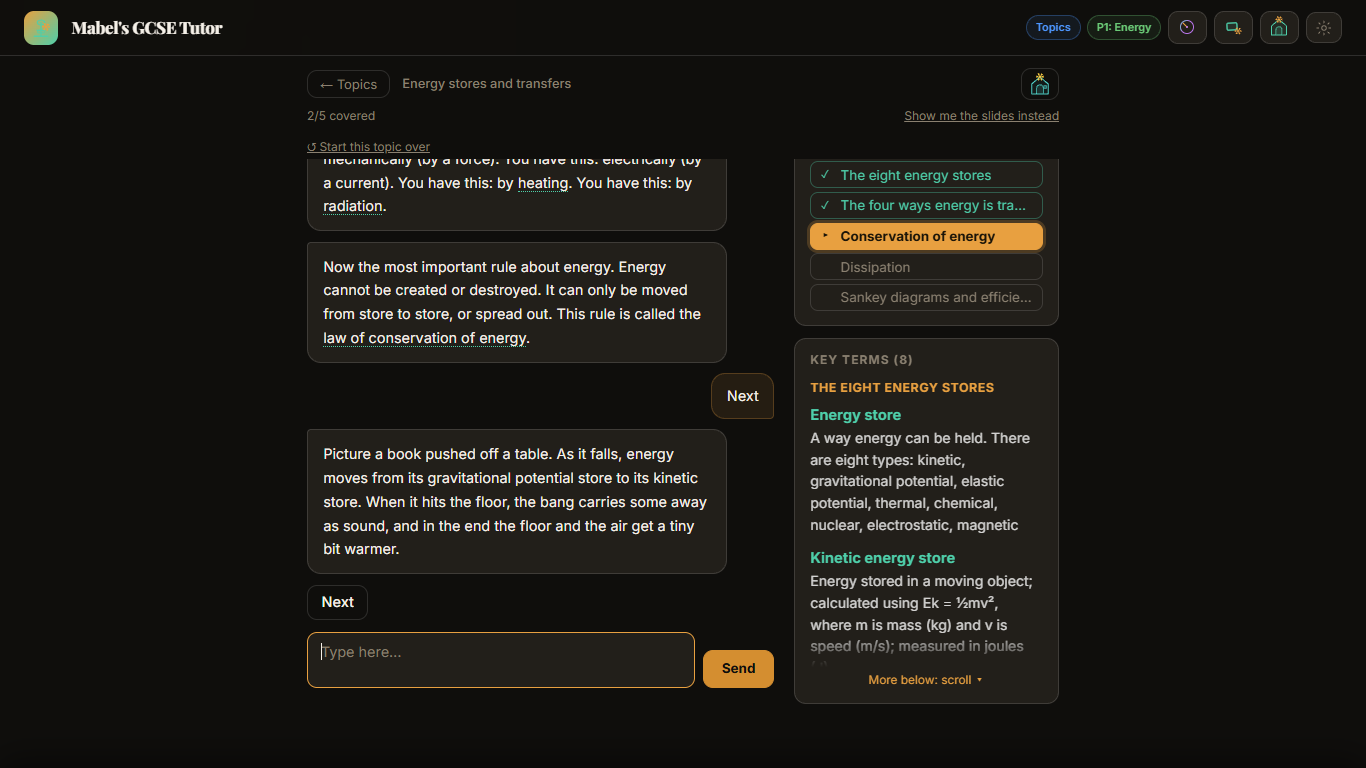 Mabel's GCSE Tutor
Topics
P1: Energy
← Topics
Energy stores and transfers
2/5 covered
Show me the slides instead
↺ Start this topic over
mechanically (by a force). You have this: electrically (by
a current). You have this: by heating. You have this: by
radiation.
Now the most important rule about energy. Energy
cannot be created or destroyed. It can only be moved
from store to store, or spread out. This rule is called the
law of conservation of energy.
Next
Picture a book pushed off a table. As it falls, energy
moves from its gravitational potential store to its kinetic
store. When it hits the floor, the bang carries some away
as sound, and in the end the floor and the air get a tiny
bit warmer.
Next
Type here...
Send
✓ The eight energy stores
✓ The four ways energy is tra...
‣ Conservation of energy
Dissipation
Sankey diagrams and efficie...
KEY TERMS (8)
THE EIGHT ENERGY STORES
Energy store
A way energy can be held. There
are eight types: kinetic,
gravitational potential, elastic
potential, thermal, chemical,
nuclear, electrostatic, magnetic
Kinetic energy store
Energy stored in a moving object;
calculated using Ek = ½mv²,
where m is mass (kg) and v is
speed (m/s); measured in joules
More below: scroll ▾